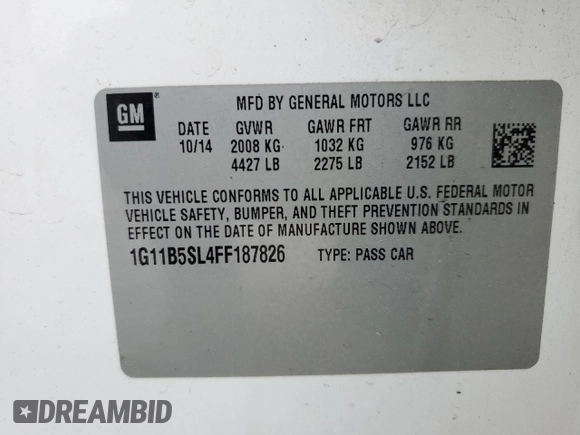 GM ®
MFD BY GENERAL MOTORS LLC
DATE GVWR GAWR FRT GAWR RR
10/14 2008 KG 1032 KG 976 KG
4427 LB 2275 LB 2152 LB
THIS VEHICLE CONFORMS TO ALL APPLICABLE U.S. FEDERAL MOTOR
VEHICLE SAFETY, BUMPER, AND THEFT PREVENTION STANDARDS IN
EFFECT ON THE DATE OF MANUFACTURE SHOWN ABOVE.
1G11B5SL4FF187826 TYPE: PASS CAR
DREAMBID